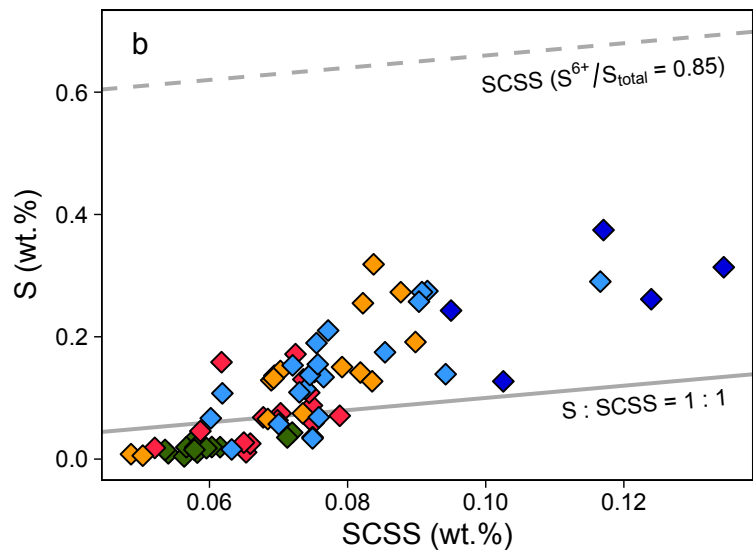 b
SCSS (S⁶⁺/Stotal = 0.85)
0.6
0.4
S (wt.%)
0.2
S : SCSS = 1 : 1
0.0
0.06 0.08 0.10 0.12
SCSS (wt.%)